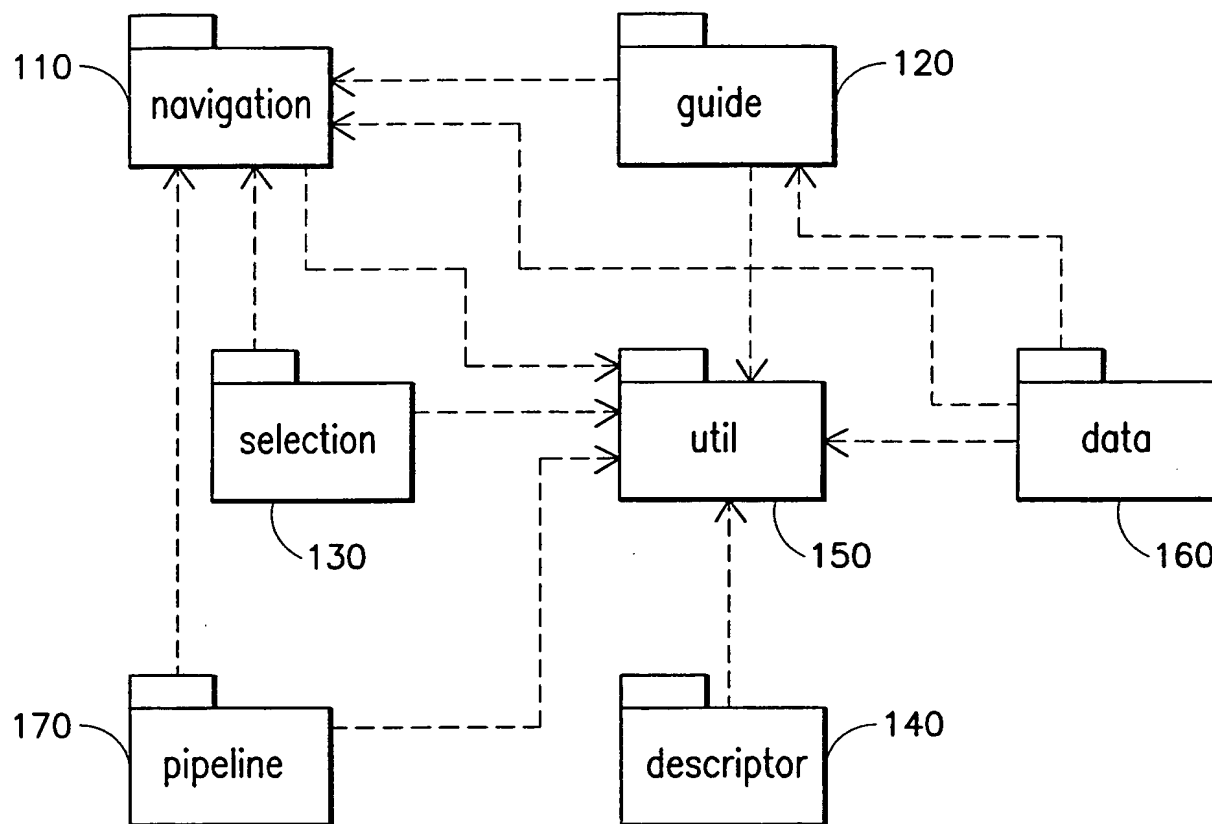 110
navigation
guide
120
selection
130
util
150
data
160
170
pipeline
descriptor
140